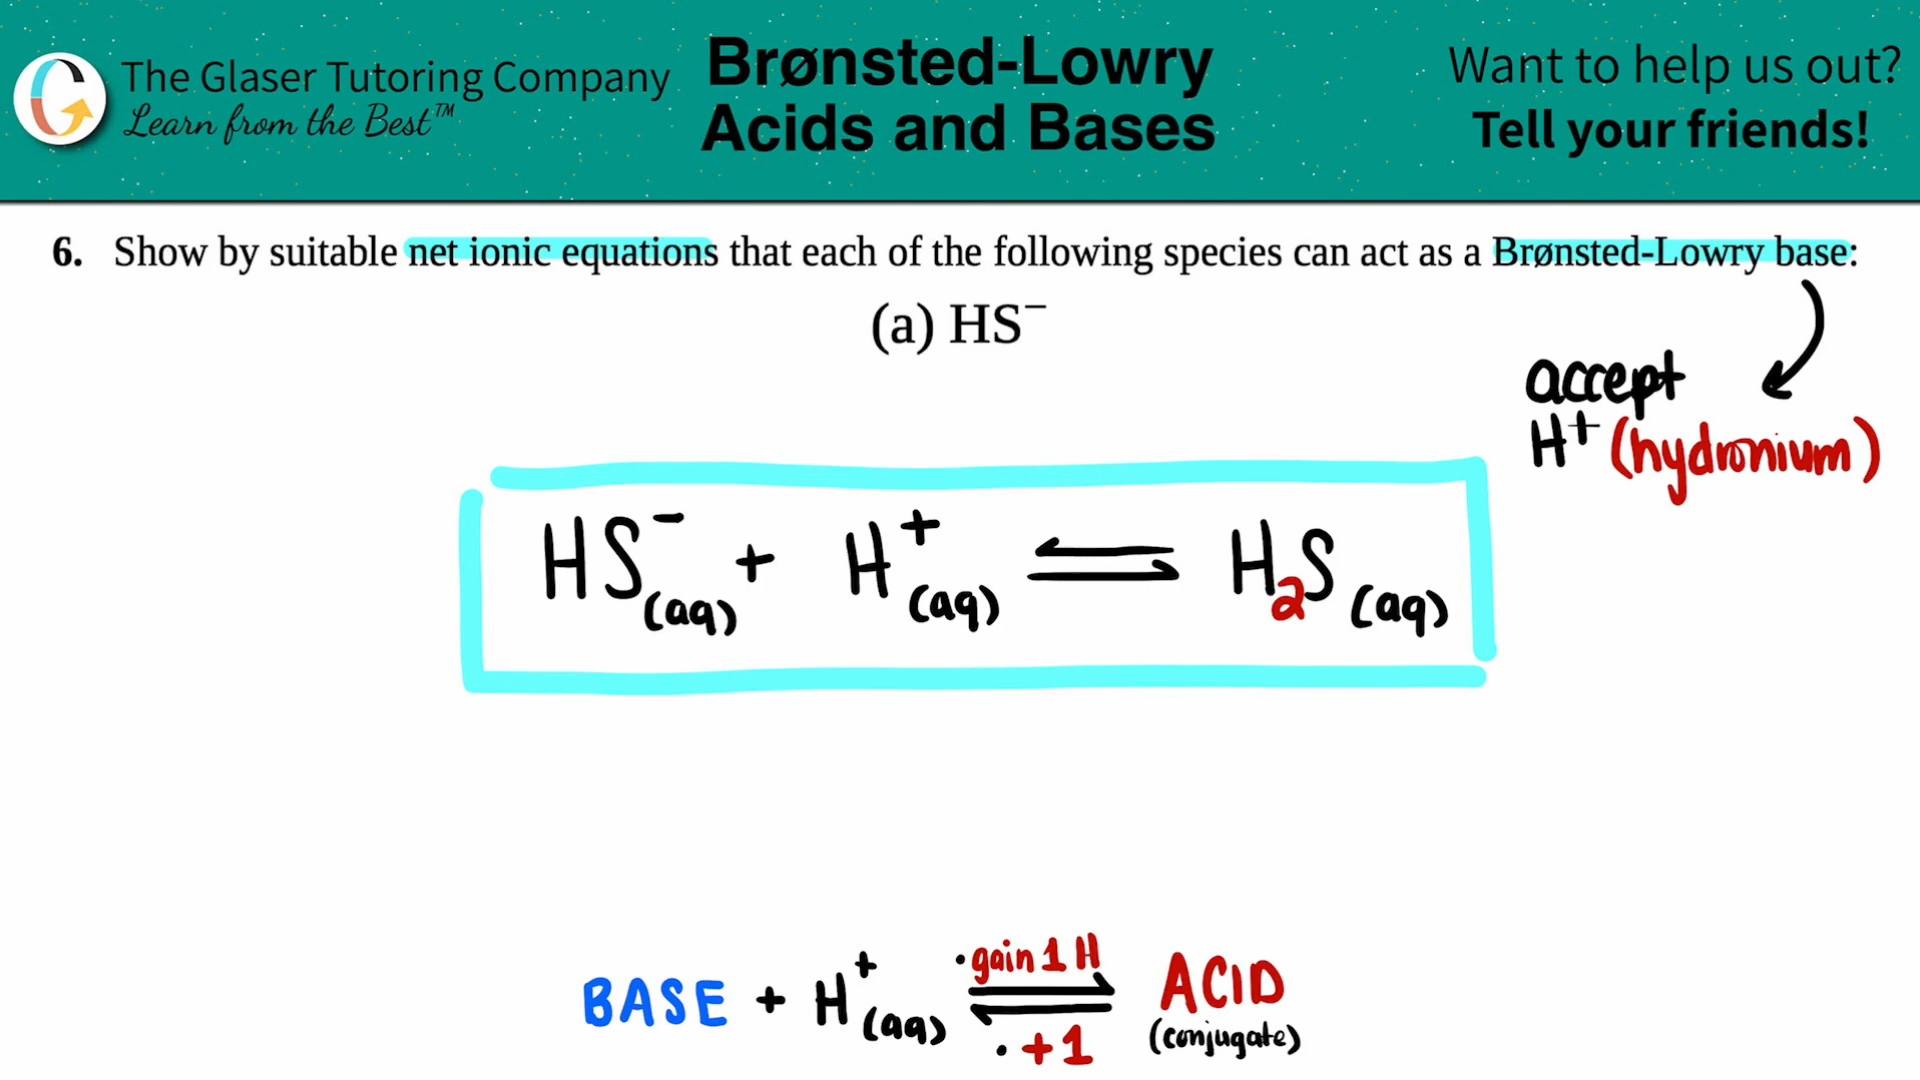 The Glaser Tutoring Company
Learn from the Best™
Brønsted-Lowry
Acids and Bases
Want to help us out?
Tell your friends!
6. Show by suitable net ionic equations that each of the following species can act as a Brønsted-Lowry base:
(a) HS⁻
accept
H⁺ (hydronium)
HS⁻(aq) + H⁺(aq) ⇌ H₂S(aq)
·gain 1 H
BASE + H⁺(aq) ⇌ ACID
·+1
(conjugate)